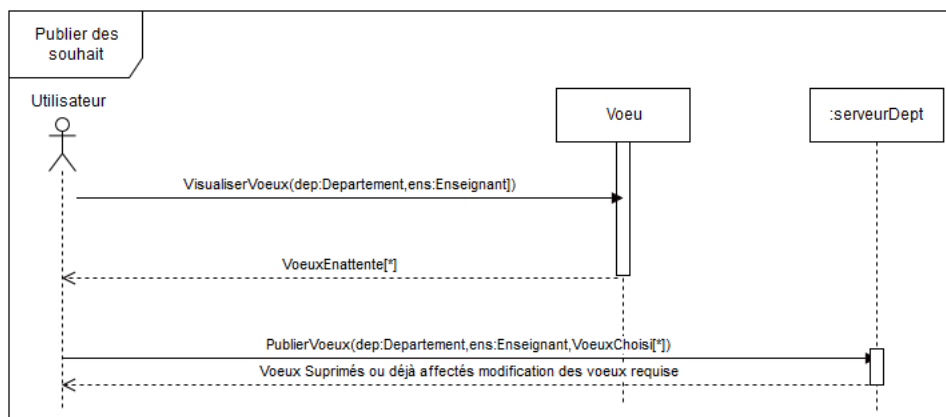 Publier des
souhait
Utilisateur
Voeu
:serveurDept
VisualiserVoeux(dep:Departement,ens:Enseignant])
VoeuxEnattente[*]
PublierVoeux(dep:Departement,ens:Enseignant,VoeuxChoisi[*])
Voeux Suprimés ou déjà affectés modification des voeux requise